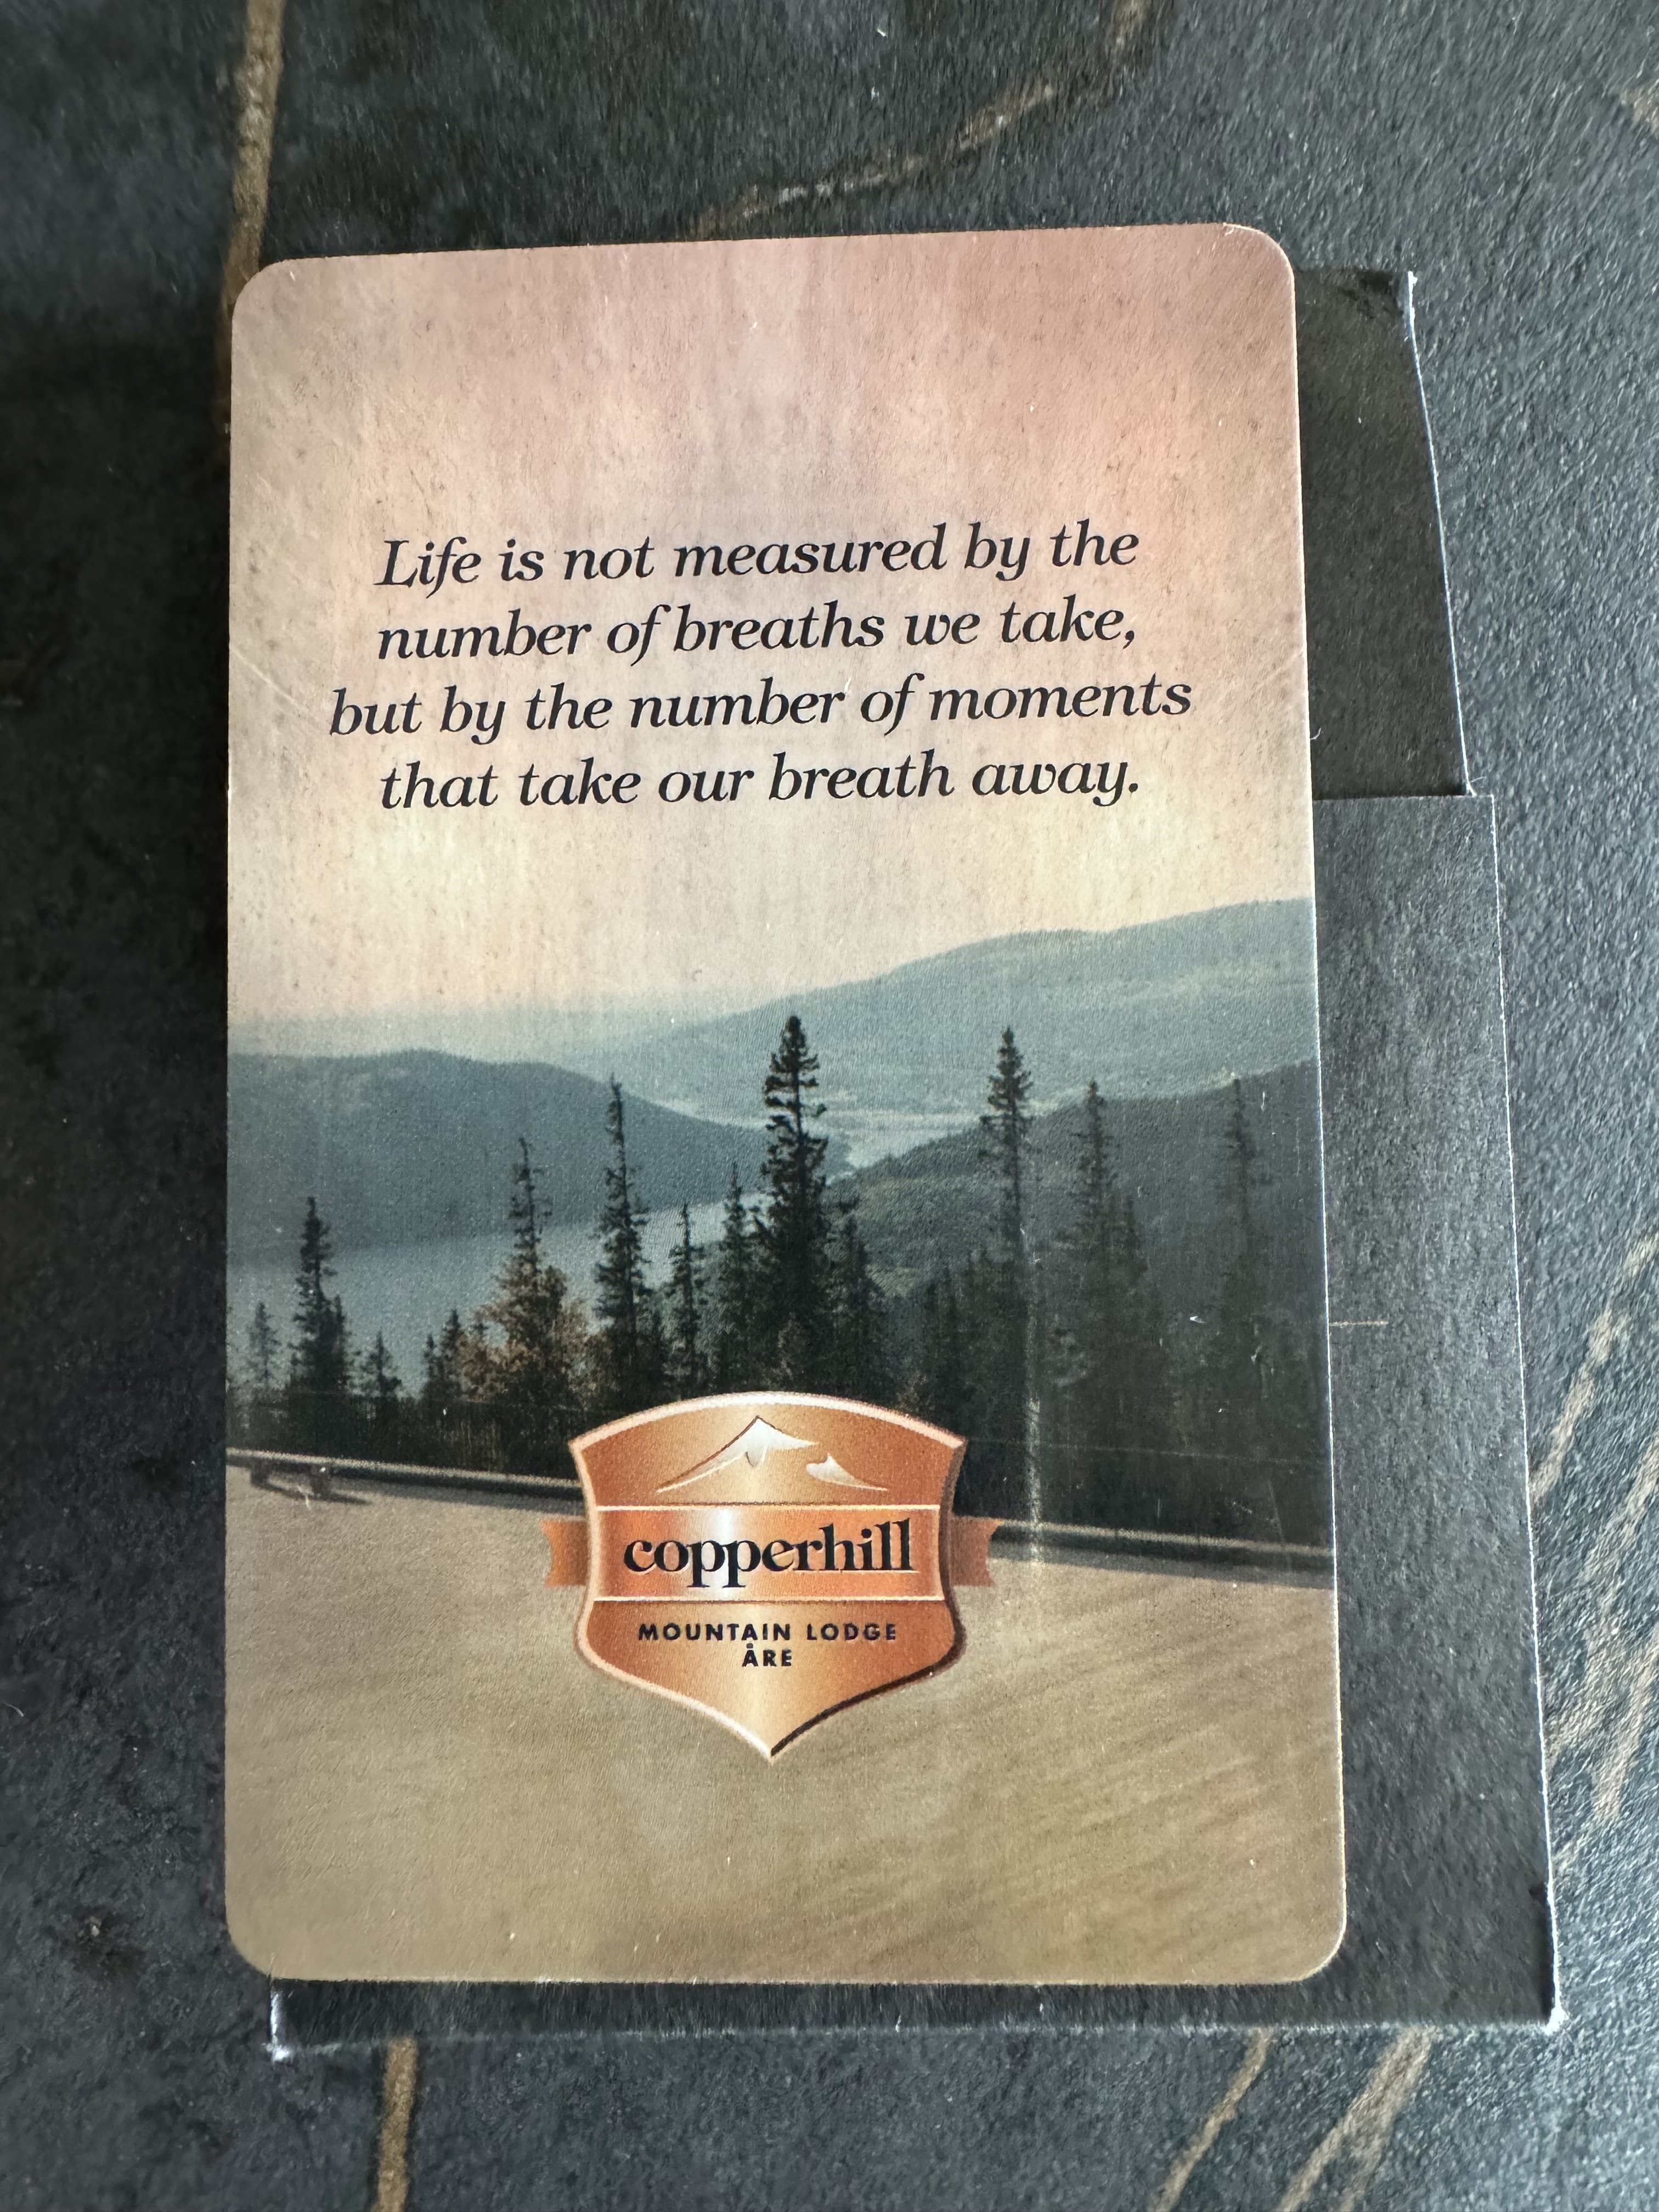 Life is not measured by the
number of breaths we take,
but by the number of moments
that take our breath away.
copperhill
MOUNTAIN LODGE
ÅRE